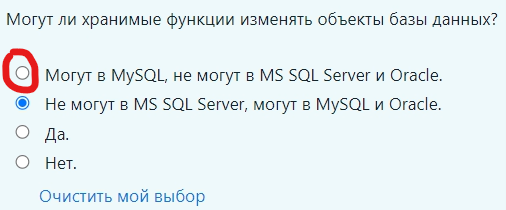 Могут ли хранимые функции изменять объекты базы данных?
Могут в MySQL, не могут в MS SQL Server и Oracle.
Не могут в MS SQL Server, могут в MySQL и Oracle.
Да.
Нет.
Очистить мой выбор